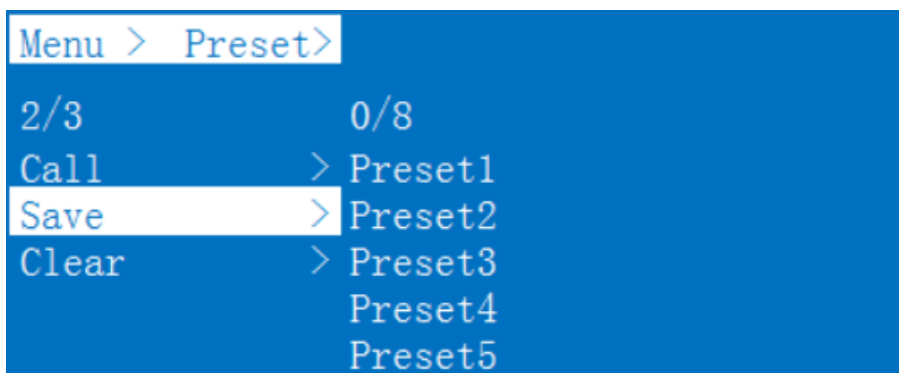 Menu > Preset>
2/3 0/8
Call > Preset1
Save > Preset2
Clear > Preset3
Preset4
Preset5